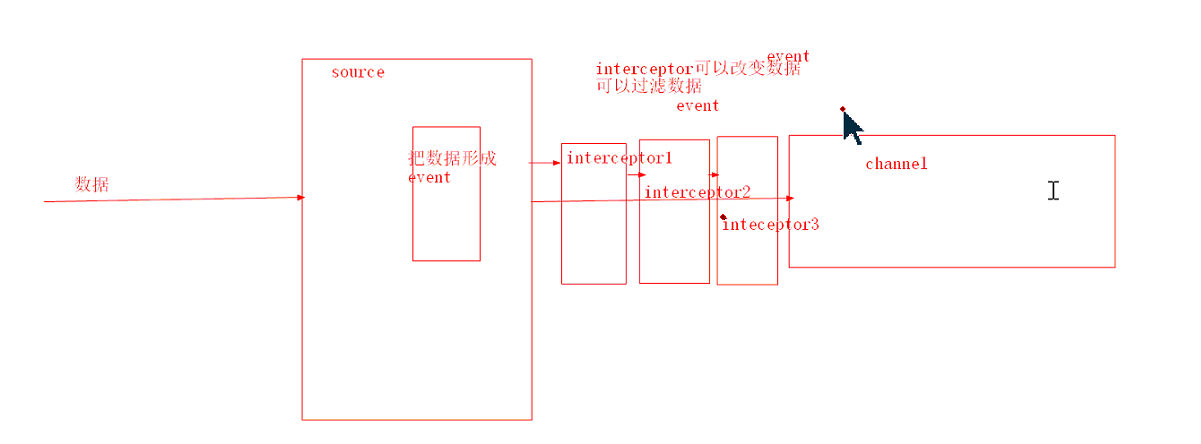 source
event
interceptor可以改变数据
可以过滤数据
event
把数据形成
event
数据
interceptor1
interceptor2
inteceptor3
channel